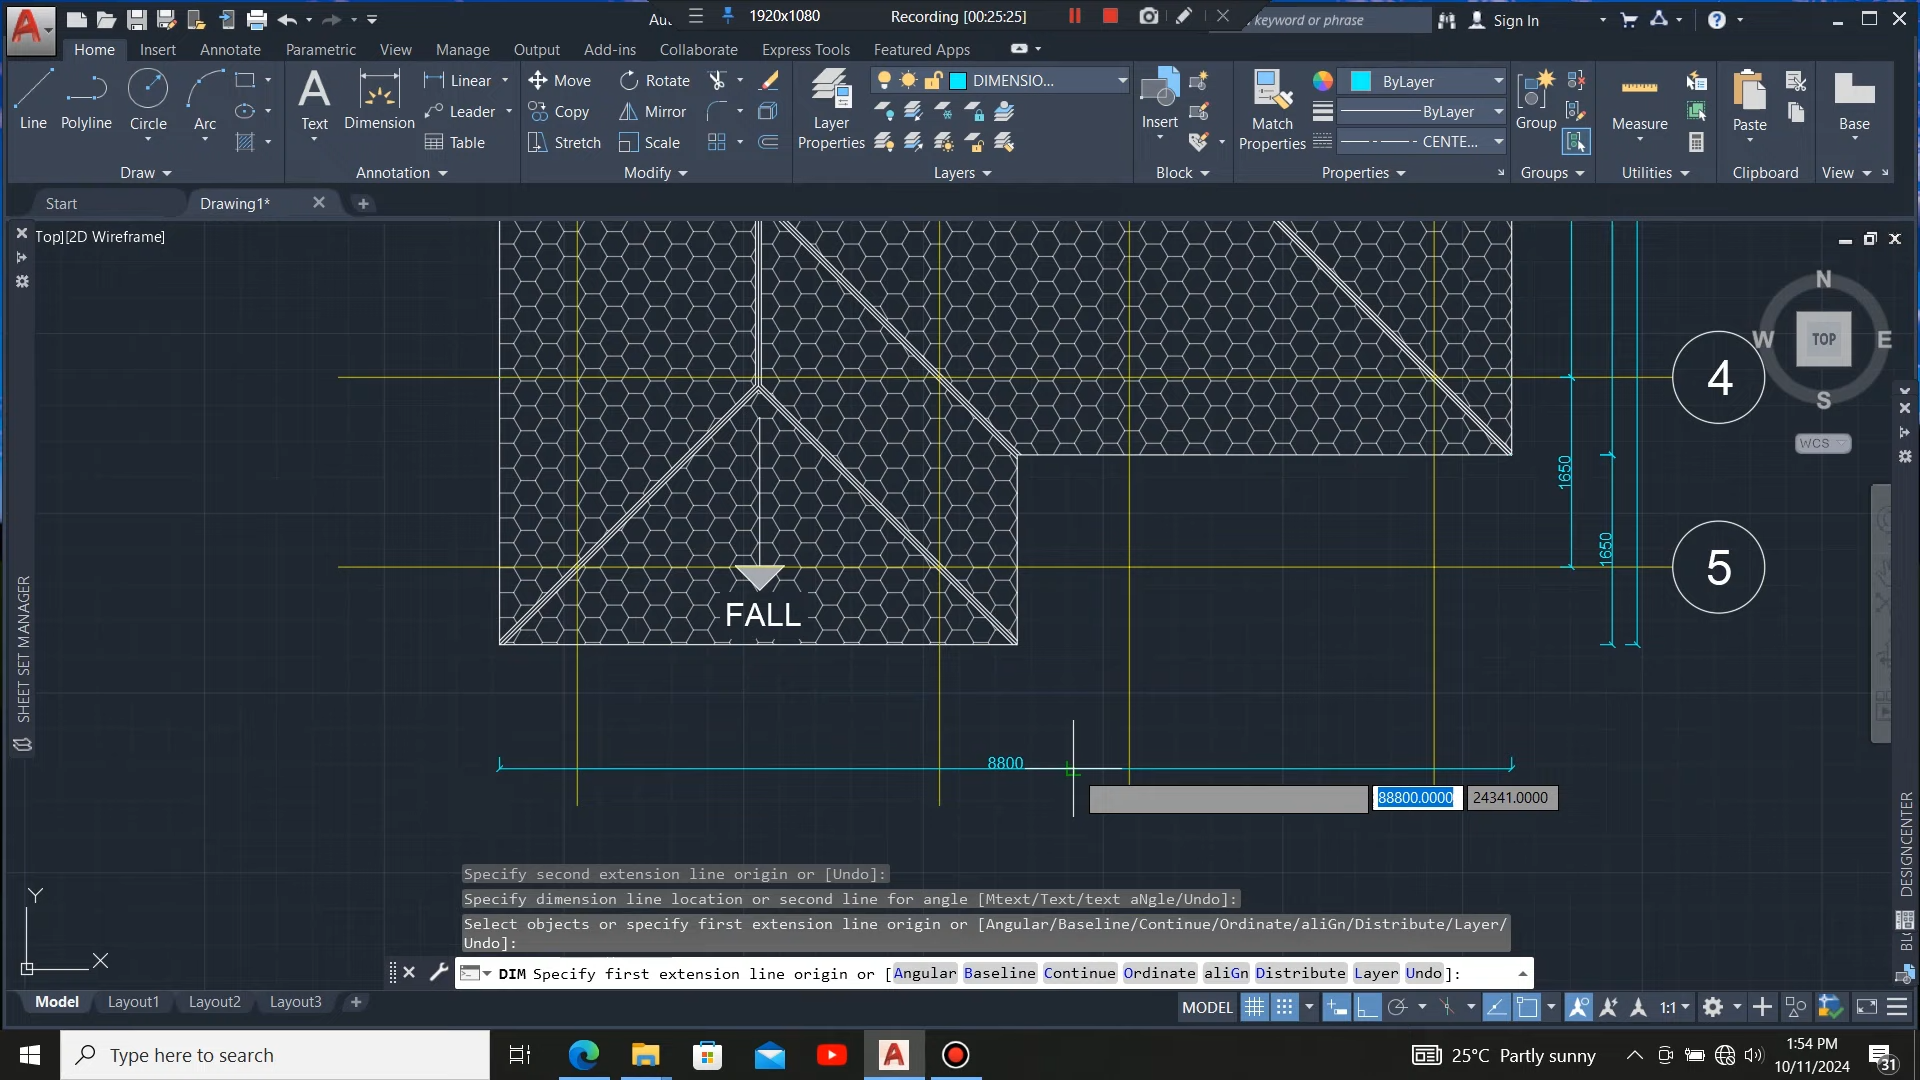 Au
1920x1080
Recording [00:25:25]
keyword or phrase
Sign In
Home
Insert
Annotate
Parametric
View
Manage
Output
Add-ins
Collaborate
Express Tools
Featured Apps
Line
Polyline
Circle
Arc
Draw
Text
Dimension
Linear
Leader
Table
Annotation
Move
Rotate
Copy
Mirror
Stretch
Scale
Modify
Layer
Properties
DIMENSIO...
Layers
Insert
Block
Match
Properties
ByLayer
ByLayer
CENTE...
Properties
Group
Groups
Measure
Utilities
Paste
Clipboard
Base
View
Start
Drawing1*
Top][2D Wireframe]
N
W
TOP
E
S
WCS
4
5
1650
1650
FALL
8800
88800.0000
24341.0000
SHEET SET MANAGER
DESIGNCENTER
Y
X
Specify second extension line origin or [Undo]:
Specify dimension line location or second line for angle [Mtext/Text/text aNgle/Undo]:
Select objects or specify first extension line origin or [Angular/Baseline/Continue/Ordinate/aliGn/Distribute/Layer/
Undo]:
DIM Specify first extension line origin or [Angular Baseline Continue Ordinate aliGn Distribute Layer Undo]:
Model
Layout1
Layout2
Layout3
MODEL
1:1
Type here to search
25°C Partly sunny
1:54 PM
10/11/2024
31